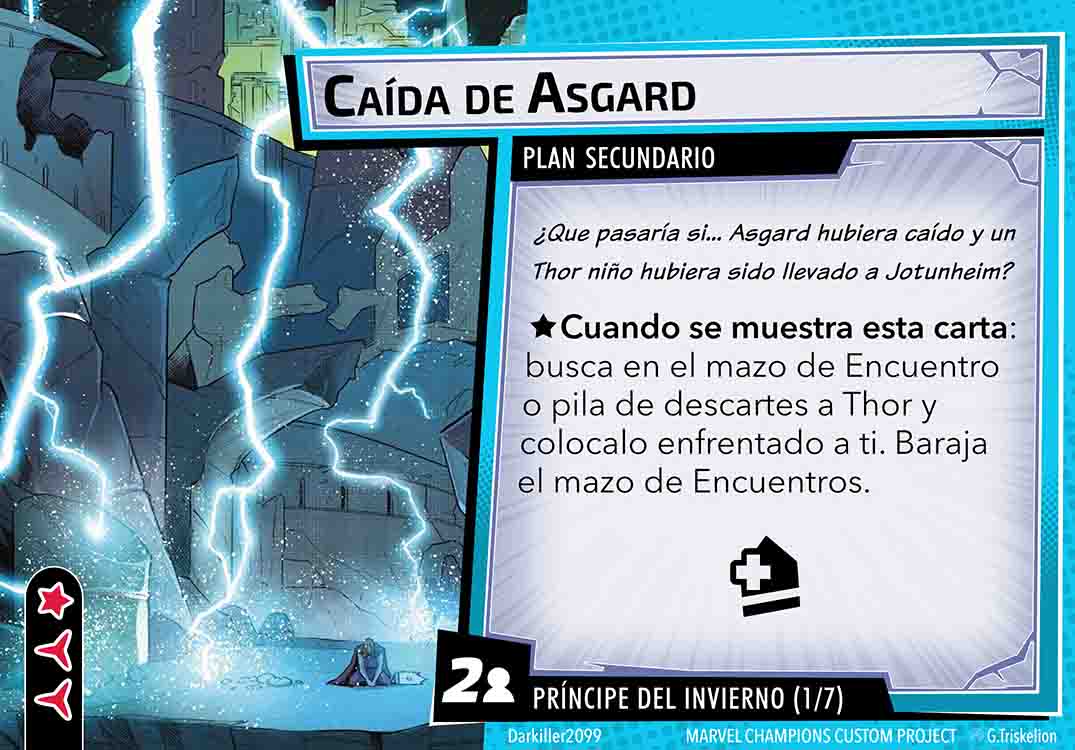 Caída de Asgard
PLAN SECUNDARIO
¿Que pasaría si... Asgard hubiera caído y un
Thor niño hubiera sido llevado a Jotunheim?
★Cuando se muestra esta carta:
busca en el mazo de Encuentro
o pila de descartes a Thor y
colocalo enfrentado a ti. Baraja
el mazo de Encuentros.
2
PRÍNCIPE DEL INVIERNO (1/7)
Darkiller2099 MARVEL CHAMPIONS CUSTOM PROJECT G.Triskelion